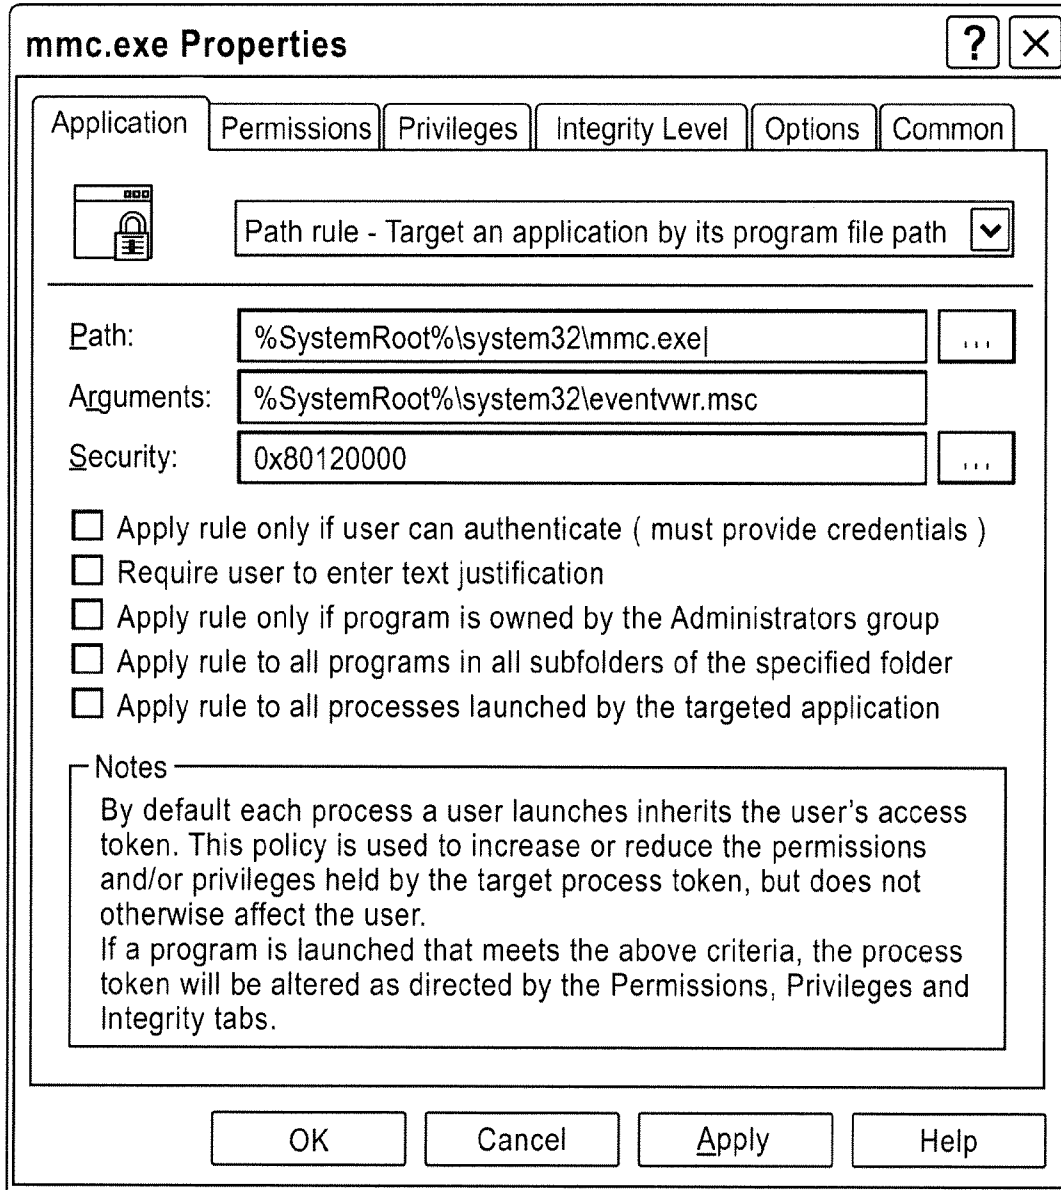 mmc.exe Properties ? X
Application Permissions Privileges Integrity Level Options Common
Path rule - Target an application by its program file path
Path: %SystemRoot%\system32\mmc.exe| ...
Arguments: %SystemRoot%\system32\eventvwr.msc
Security: 0x80120000 ...
Apply rule only if user can authenticate ( must provide credentials )
Require user to enter text justification
Apply rule only if program is owned by the Administrators group
Apply rule to all programs in all subfolders of the specified folder
Apply rule to all processes launched by the targeted application
Notes
By default each process a user launches inherits the user's access
token. This policy is used to increase or reduce the permissions
and/or privileges held by the target process token, but does not
otherwise affect the user.
If a program is launched that meets the above criteria, the process
token will be altered as directed by the Permissions, Privileges and
Integrity tabs.
OK Cancel Apply Help